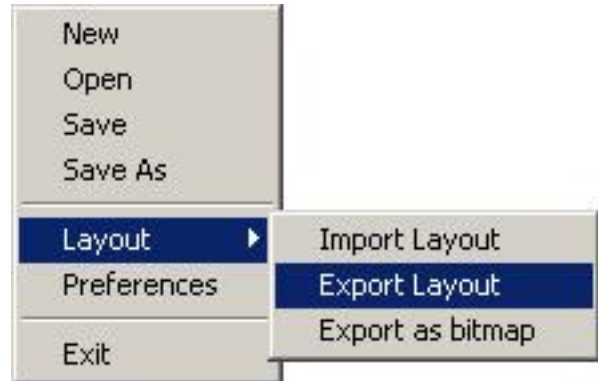 New
Open
Save
Save As
Layout
Preferences
Exit
Import Layout
Export Layout
Export as bitmap